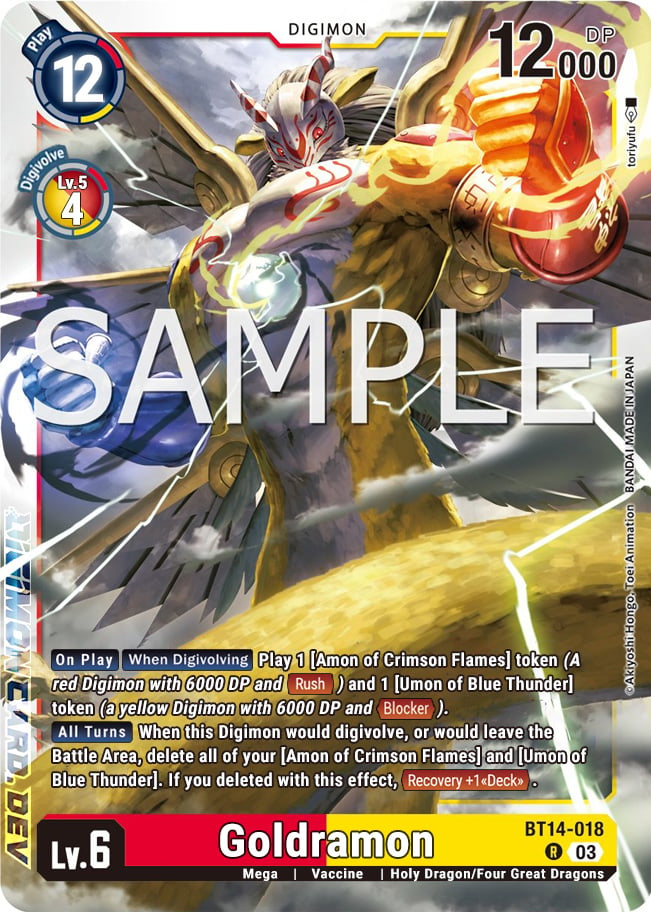 DIGIMON
Play
12
12000
DP
Digivolve
Lv.5
4
toriyufu
SAMPLE
©Akiyoshi Hongo, Toei Animation BANDAI MADE IN JAPAN
DIGIMON CARD. DEV
On Play When Digivolving Play 1 [Amon of Crimson Flames] token (A
red Digimon with 6000 DP and Rush ) and 1 [Umon of Blue Thunder]
token (a yellow Digimon with 6000 DP and Blocker ).
All Turns When this Digimon would digivolve, or would leave the
Battle Area, delete all of your [Amon of Crimson Flames] and [Umon of
Blue Thunder]. If you deleted with this effect, Recovery +1«Deck» .
Lv.6
Goldramon
BT14-018
R 03
Mega | Vaccine | Holy Dragon/Four Great Dragons